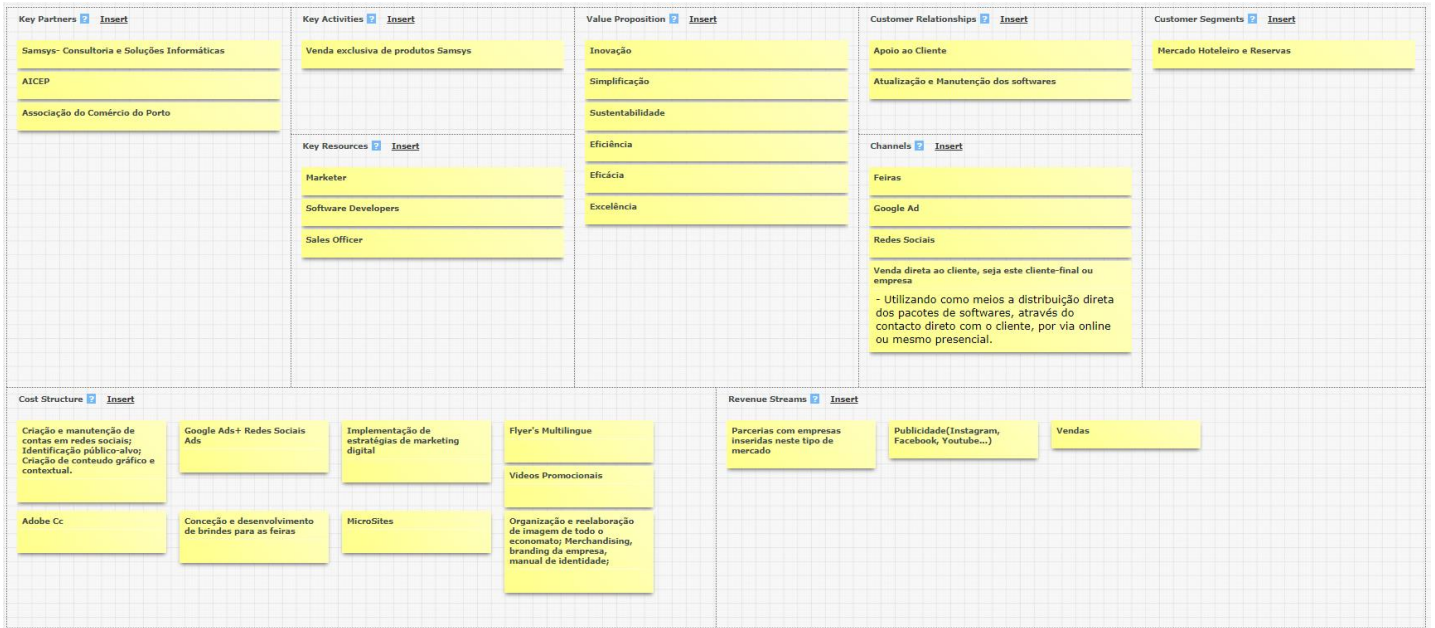 Key Partners ? Insert
Samsys- Consultoria e Soluções Informáticas
AICEP
Associação do Comércio do Porto
Key Activities ? Insert
Venda exclusiva de produtos Samsys
Key Resources ? Insert
Marketer
Software Developers
Sales Officer
Value Proposition ? Insert
Inovação
Simplificação
Sustentabilidade
Eficiência
Eficácia
Excelência
Customer Relationships ? Insert
Apoio ao Cliente
Atualização e Manutenção dos softwares
Channels ? Insert
Feiras
Google Ad
Redes Sociais
Venda direta ao cliente, seja este cliente-final ou
empresa
- Utilizando como meios a distribuição direta
dos pacotes de softwares, através do
contacto direto com o cliente, por via online
ou mesmo presencial.
Customer Segments ? Insert
Mercado Hoteleiro e Reservas
Cost Structure ? Insert
Criação e manutenção de
contas em redes sociais;
Identificação público-alvo;
Criação de conteudo gráfico e
contextual.
Google Ads+ Redes Sociais
Ads
Implementação de
estratégias de marketing
digital
Flyer's Multilingue
Videos Promocionais
Adobe Cc
Conceção e desenvolvimento
de brindes para as feiras
MicroSites
Organização e reelaboração
de imagem de todo o
economato; Merchandising,
branding da empresa,
manual de identidade;
Revenue Streams ? Insert
Parcerias com empresas
inseridas neste tipo de
mercado
Publicidade(Instagram,
Facebook, Youtube...)
Vendas